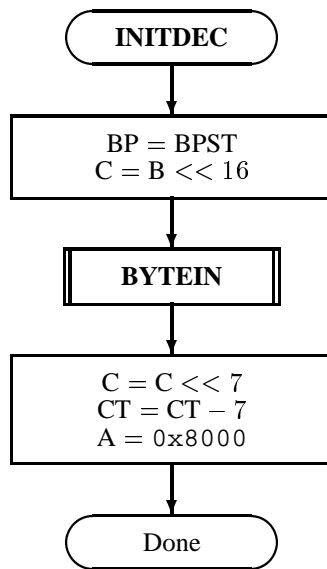 INITDEC
BP = BPST
C = B << 16
BYTEIN
C = C << 7
CT = CT − 7
A = 0x8000
Done